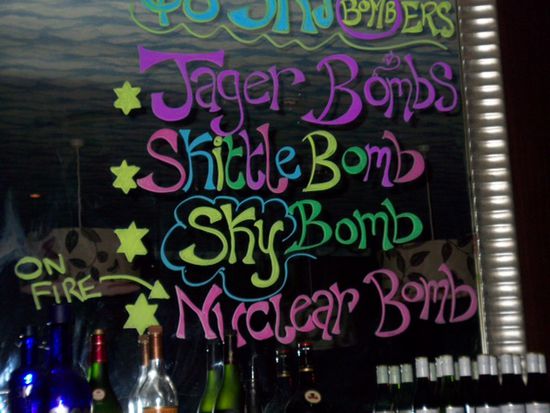 BOMBERS
Jager Bombs
Skittle Bomb
Sky Bomb
ON FIRE
Nuclear Bomb